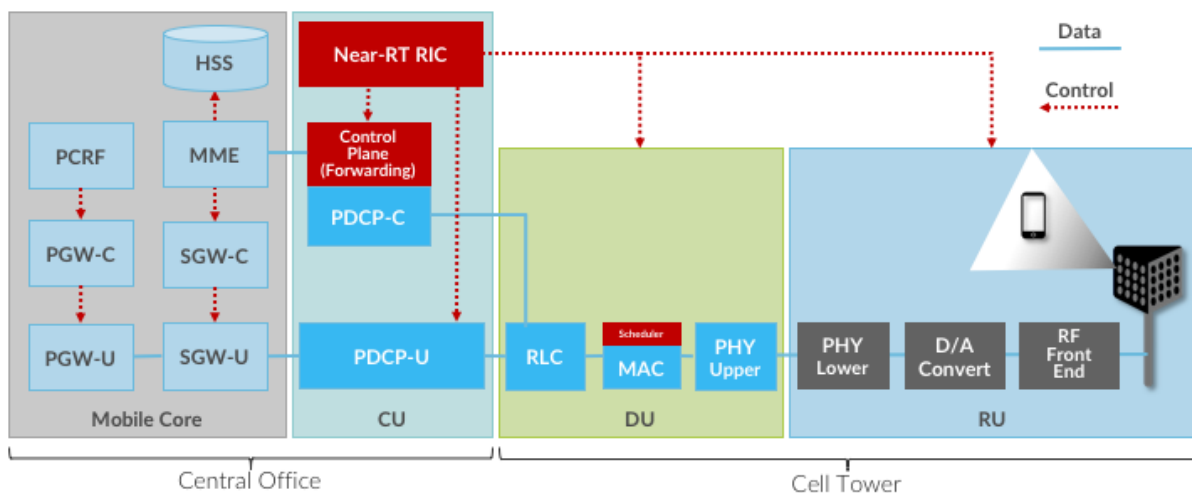 HSS
Near-RT RIC
Data
Control
PCRF
MME
Control
Plane
(Forwarding)
PDCP-C
PGW-C
SGW-C
PGW-U
SGW-U
PDCP-U
RLC
Scheduler
MAC
PHY
Upper
PHY
Lower
D/A
Convert
RF
Front
End
Mobile Core
CU
DU
RU
Central Office
Cell Tower